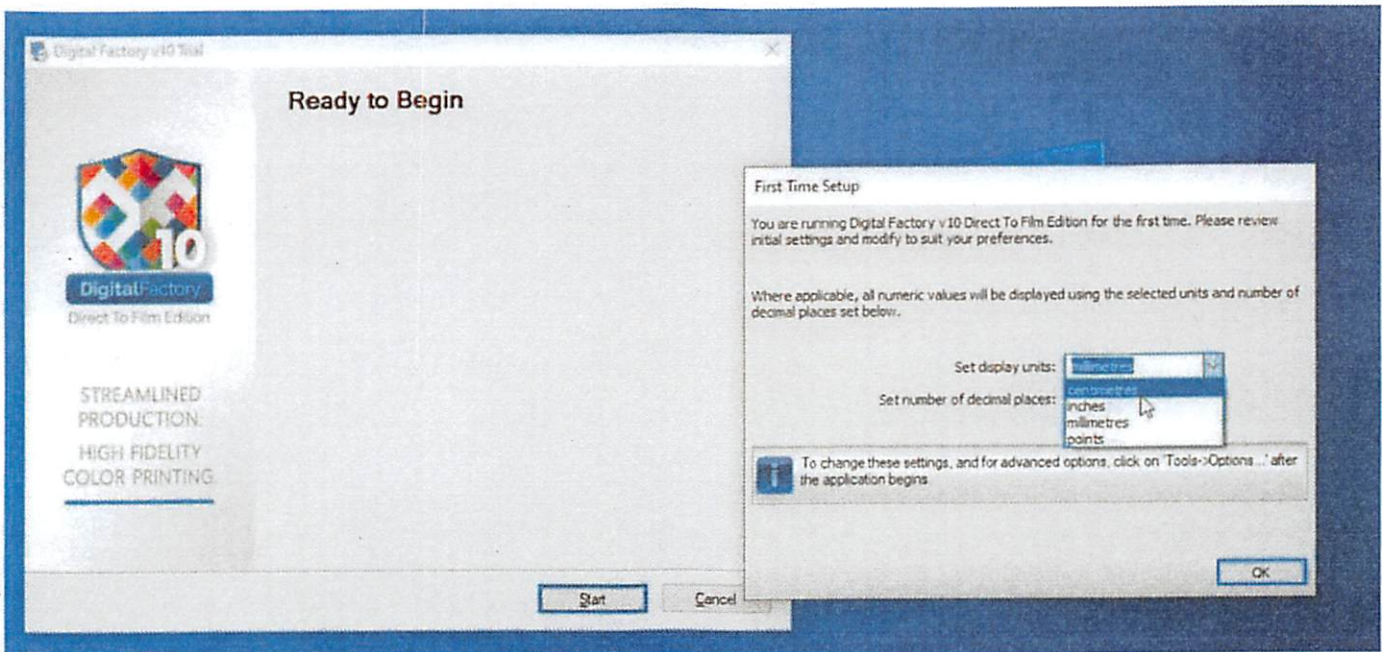 Digital Factory v10 Trial
Ready to Begin
10
DigitalFactory
Direct To Film Edition
STREAMLINED
PRODUCTION.
HIGH FIDELITY
COLOR PRINTING.
Start
Cancel
First Time Setup
You are running Digital Factory v10 Direct To Film Edition for the first time. Please review
initial settings and modify to suit your preferences.
Where applicable, all numeric values will be displayed using the selected units and number of
decimal places set below.
Set display units: millimetres
centimetres
Set number of decimal places:
inches
millimetres
points
To change these settings, and for advanced options, click on 'Tools->Options...' after
the application begins
OK